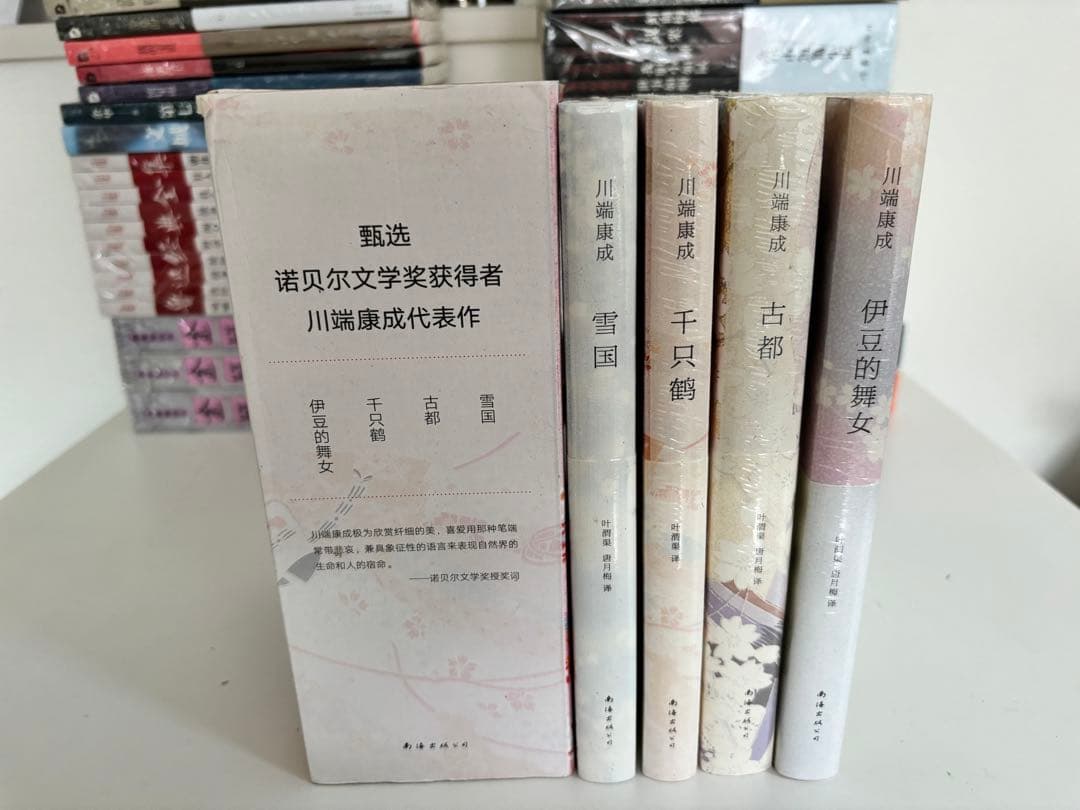 甄选
诺贝尔文学奖获得者
川端康成代表作
雪国
古都
千只鹤
伊豆的舞女
川端康成极为欣赏纤细的美，喜爱用那种笔端
常带悲哀，兼具象征性的语言来表现自然界的
生命和人的宿命。
——诺贝尔文学奖授奖词
南海出版公司
川端康成
雪国
叶渭渠 唐月梅 译
南海出版公司
川端康成
千只鹤
叶渭渠 译
南海出版公司
川端康成
古都
叶渭渠 唐月梅 译
南海出版公司
川端康成
伊豆的舞女
叶渭渠 唐月梅 译
南海出版公司